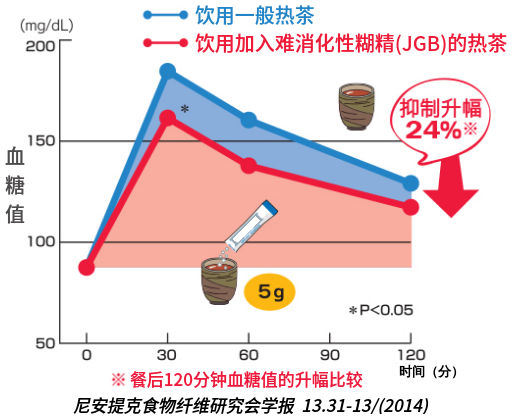 (mg/dL)
饮用一般热茶
饮用加入难消化性糊精(JGB)的热茶
200
150
100
50
血糖值
*
抑制升幅
24%※
5g
*P<0.05
0 30 60 90 120
时间（分）
※ 餐后120分钟血糖值的升幅比较
尼安提克食物纤维研究会学报 13.31-13/(2014)